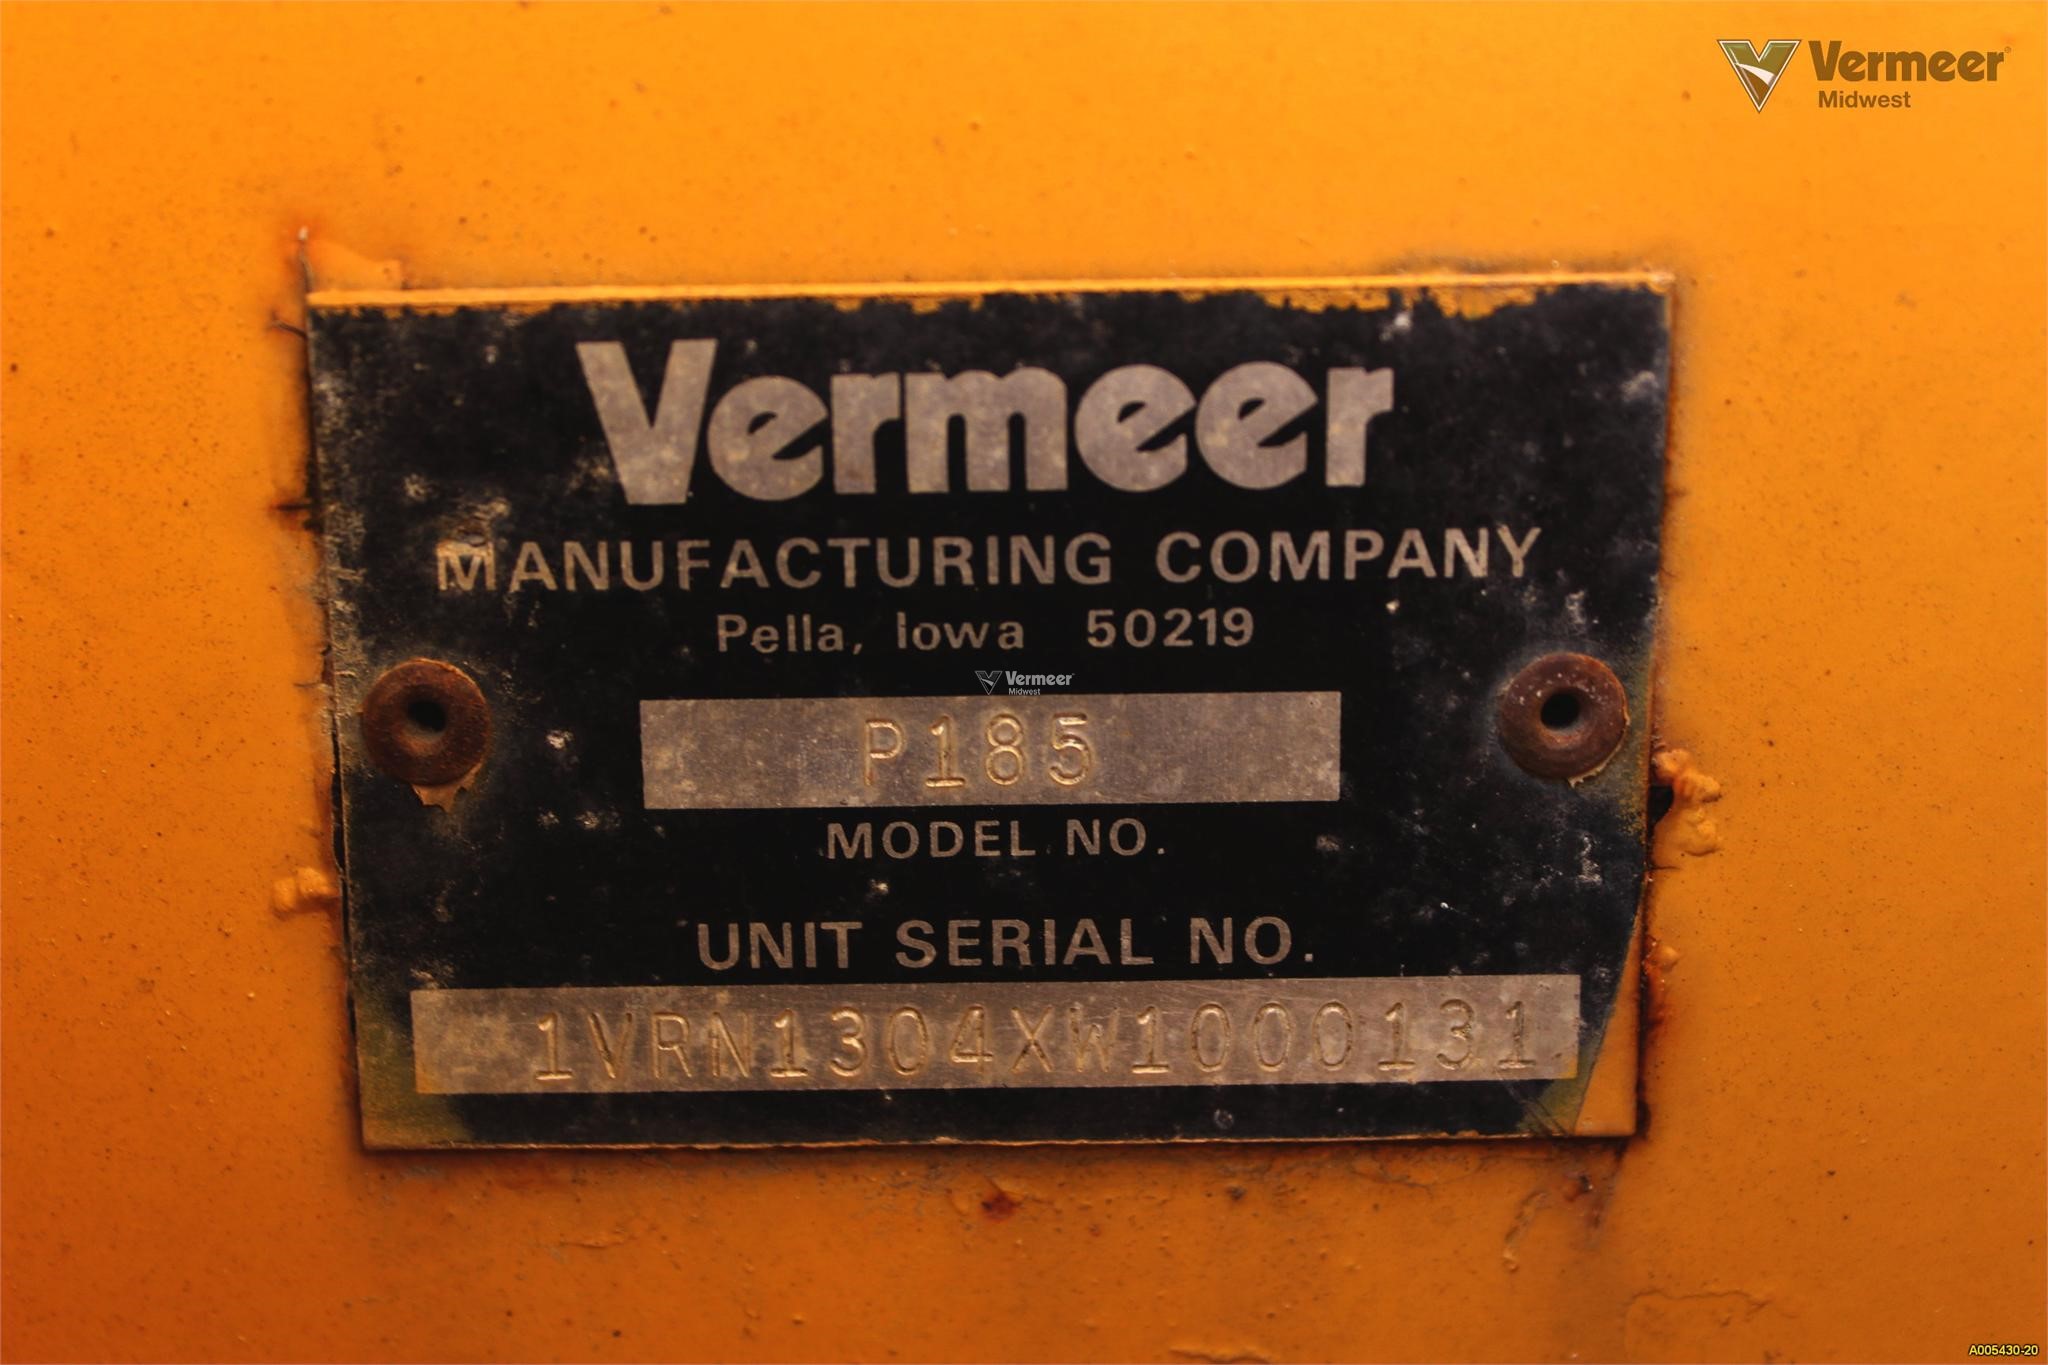 Vermeer®
Midwest
Vermeer
MANUFACTURING COMPANY
Pella, Iowa 50219
Vermeer
Midwest
P185
MODEL NO.
UNIT SERIAL NO.
1VRN1304XW1000131
A005430-20